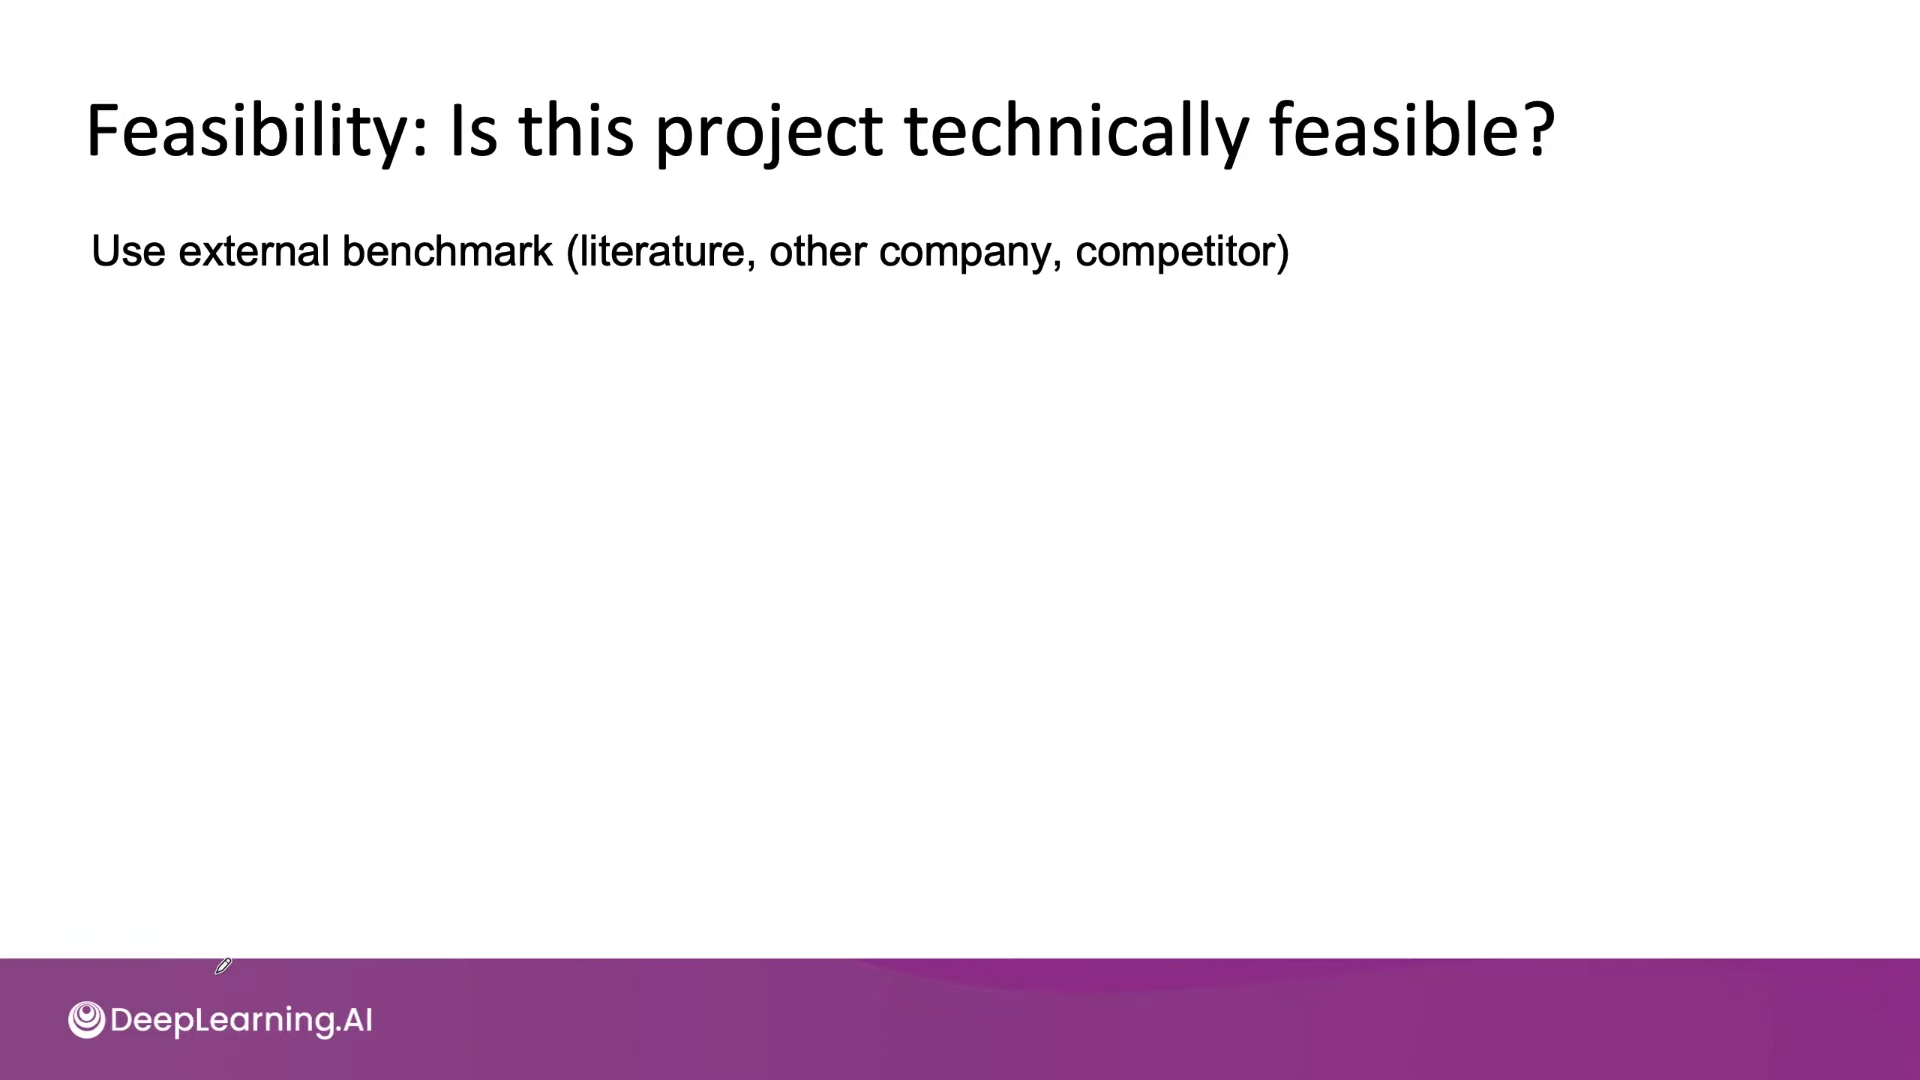 Feasibility: Is this project technically feasible?
Use external benchmark (literature, other company, competitor)
DeepLearning.AI